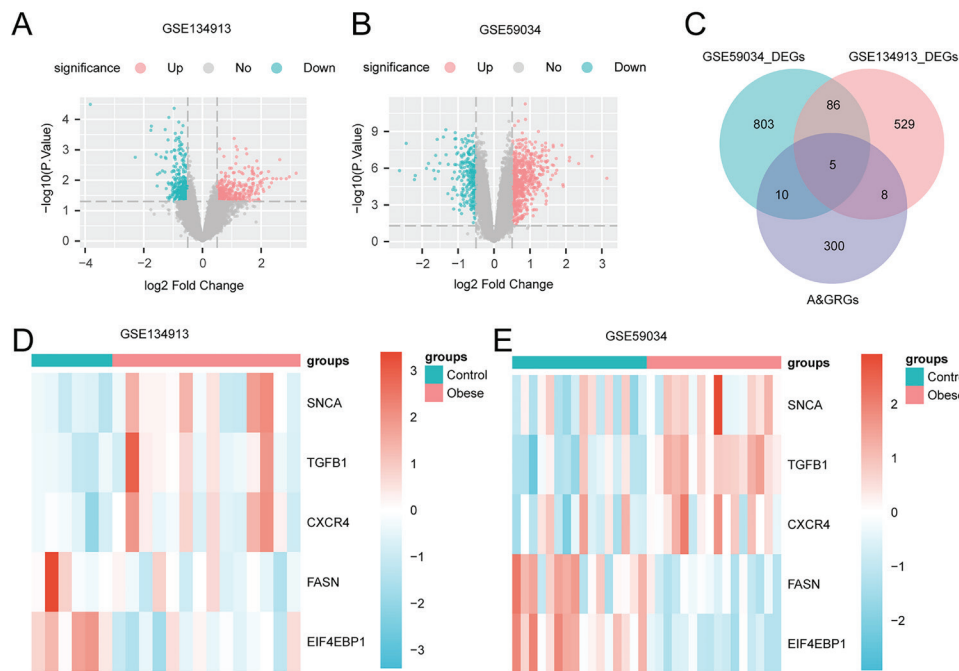 A
GSE134913
significance Up No Down
−log10(P.Value)
4
3
2
1
0
−4 −2 0 2
log2 Fold Change
B
GSE59034
significance Up No Down
−log10(P.Value)
9
6
3
0
−2 −1 0 1 2 3
log2 Fold Change
C
GSE59034_DEGs
GSE134913_DEGs
86
803
529
5
10
8
300
A&GRGs
D
GSE134913
groups
SNCA
TGFB1
CXCR4
FASN
EIF4EBP1
3
2
1
0
−1
−2
−3
groups
Control
Obese
E
GSE59034
groups
SNCA
TGFB1
CXCR4
FASN
EIF4EBP1
2
1
0
−1
−2
groups
Contro
Obese